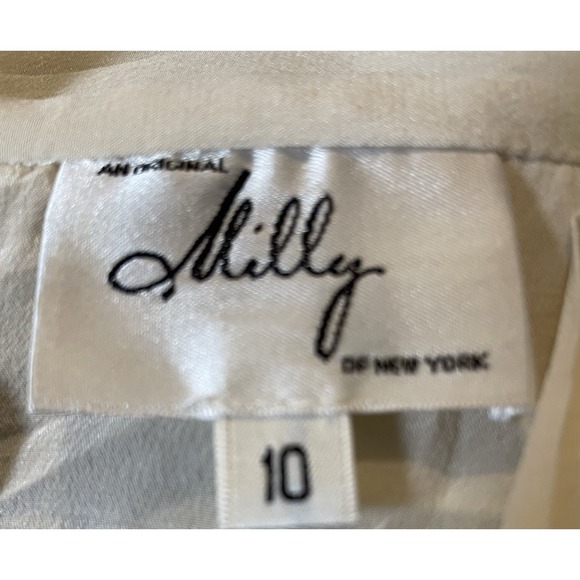 AN ORIGINAL
Milly
OF NEW YORK
10